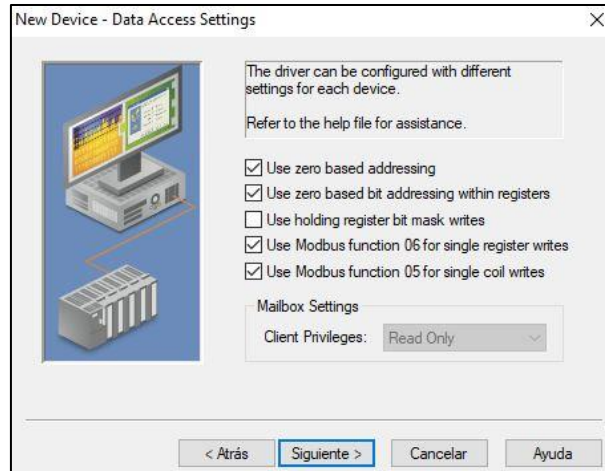 New Device - Data Access Settings
The driver can be configured with different
settings for each device.
Refer to the help file for assistance.
Use zero based addressing
Use zero based bit addressing within registers
Use holding register bit mask writes
Use Modbus function 06 for single register writes
Use Modbus function 05 for single coil writes
Mailbox Settings
Client Privileges: Read Only
< Atrás Siguiente > Cancelar Ayuda